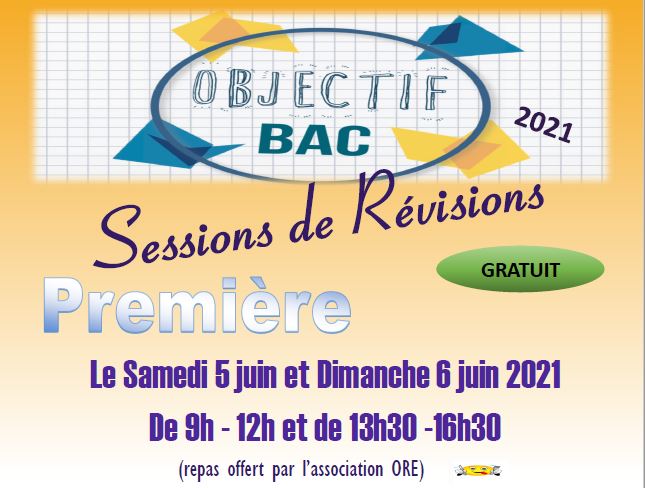 OBJECTIF
BAC
2021
Sessions de Révisions
GRATUIT
Première
Le Samedi 5 juin et Dimanche 6 juin 2021
De 9h - 12h et de 13h30 -16h30
(repas offert par l'association ORE)